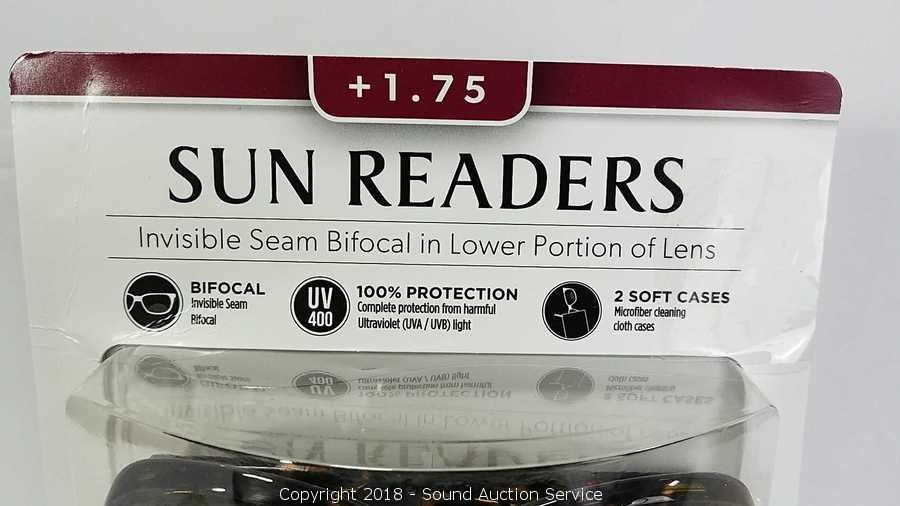 +1.75
SUN READERS
Invisible Seam Bifocal in Lower Portion of Lens
BIFOCAL
Invisible Seam
Bifocal
UV
400
100% PROTECTION
Complete protection from harmful
Ultraviolet (UVA / UVB) light
2 SOFT CASES
Microfiber cleaning
cloth cases
Copyright 2018 - Sound Auction Service